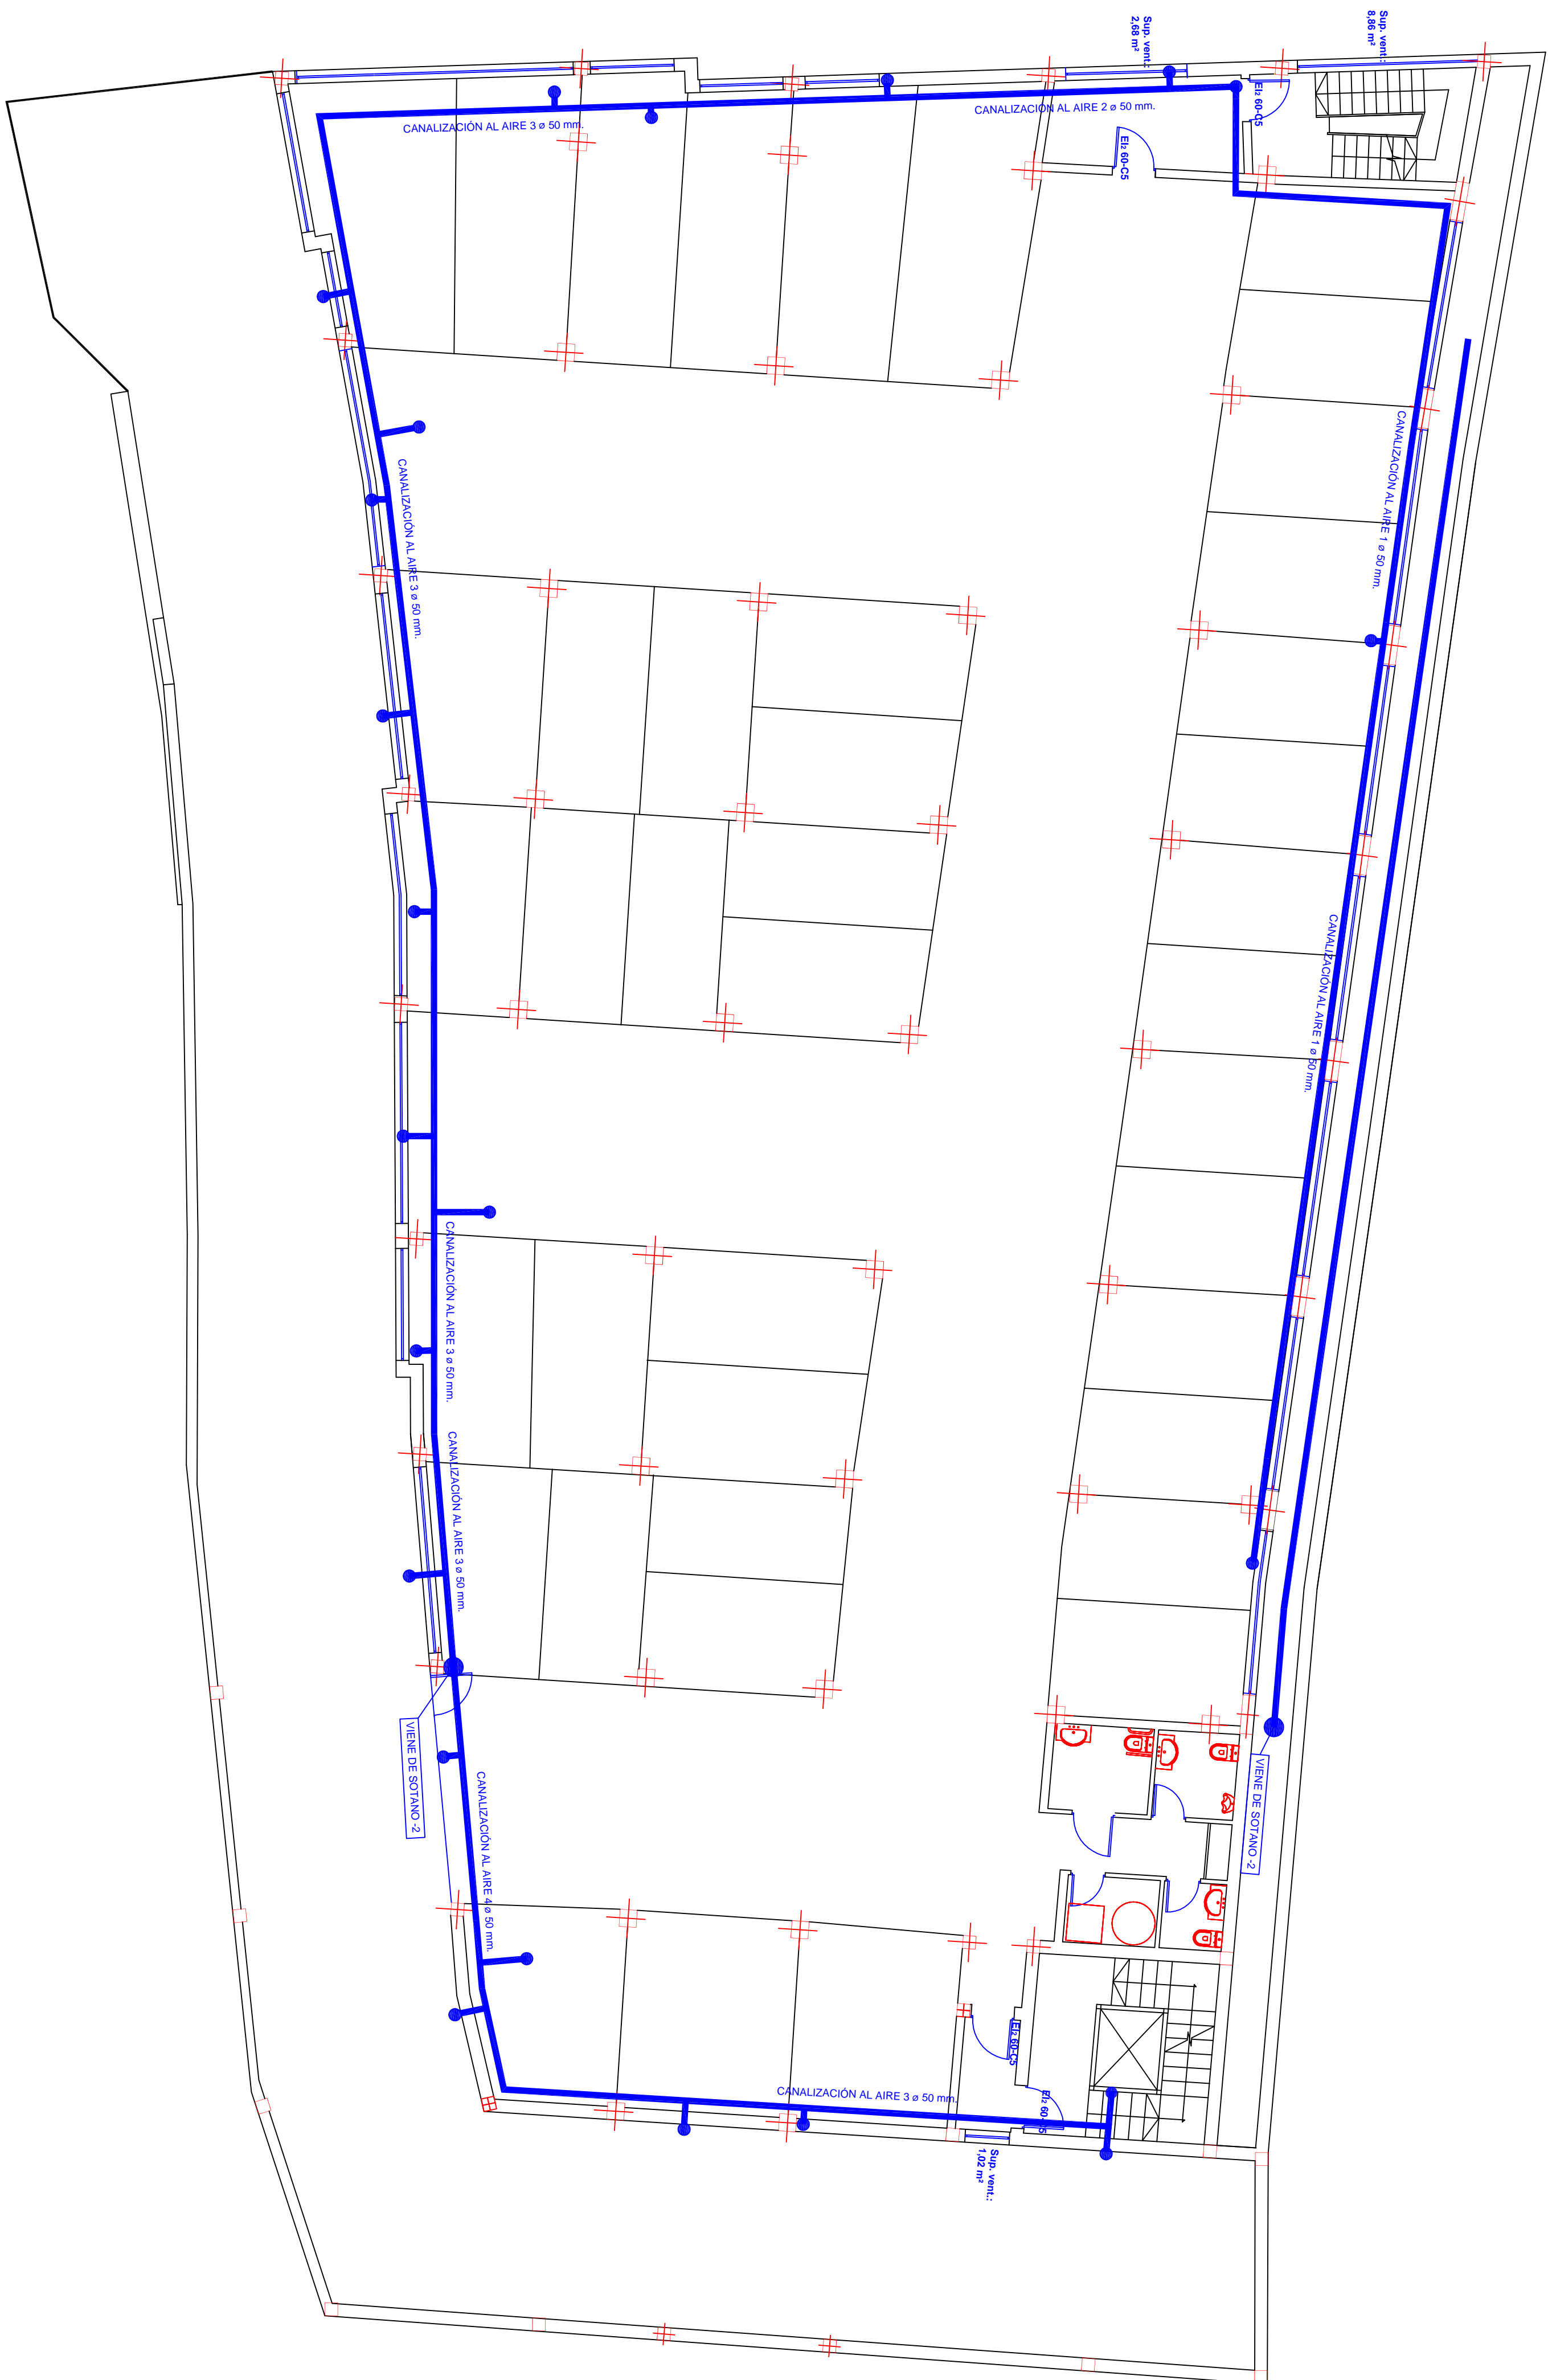 Sup. vent.:
2,68 m²
Sup. vent.:
8,86 m²
EI₂ 60-C5
CANALIZACIÓN AL AIRE 3 ø 50 mm.
CANALIZACIÓN AL AIRE 2 ø 50 mm.
EI₂ 60-C5
CANALIZACIÓN AL AIRE 3 ø 50 mm.
CANALIZACIÓN AL AIRE 1 ø 50 mm.
CANALIZACIÓN AL AIRE 1 ø 50 mm.
CANALIZACIÓN AL AIRE 3 ø 50 mm.
CANALIZACIÓN AL AIRE 3 ø 50 mm.
VIENE DE SOTANO -2
VIENE DE SOTANO -2
CANALIZACIÓN AL AIRE 4 ø 50 mm.
EI₂ 60-C5
CANALIZACIÓN AL AIRE 3 ø 50 mm.
EI₂ 60-C5
Sup. vent.:
1,02 m²